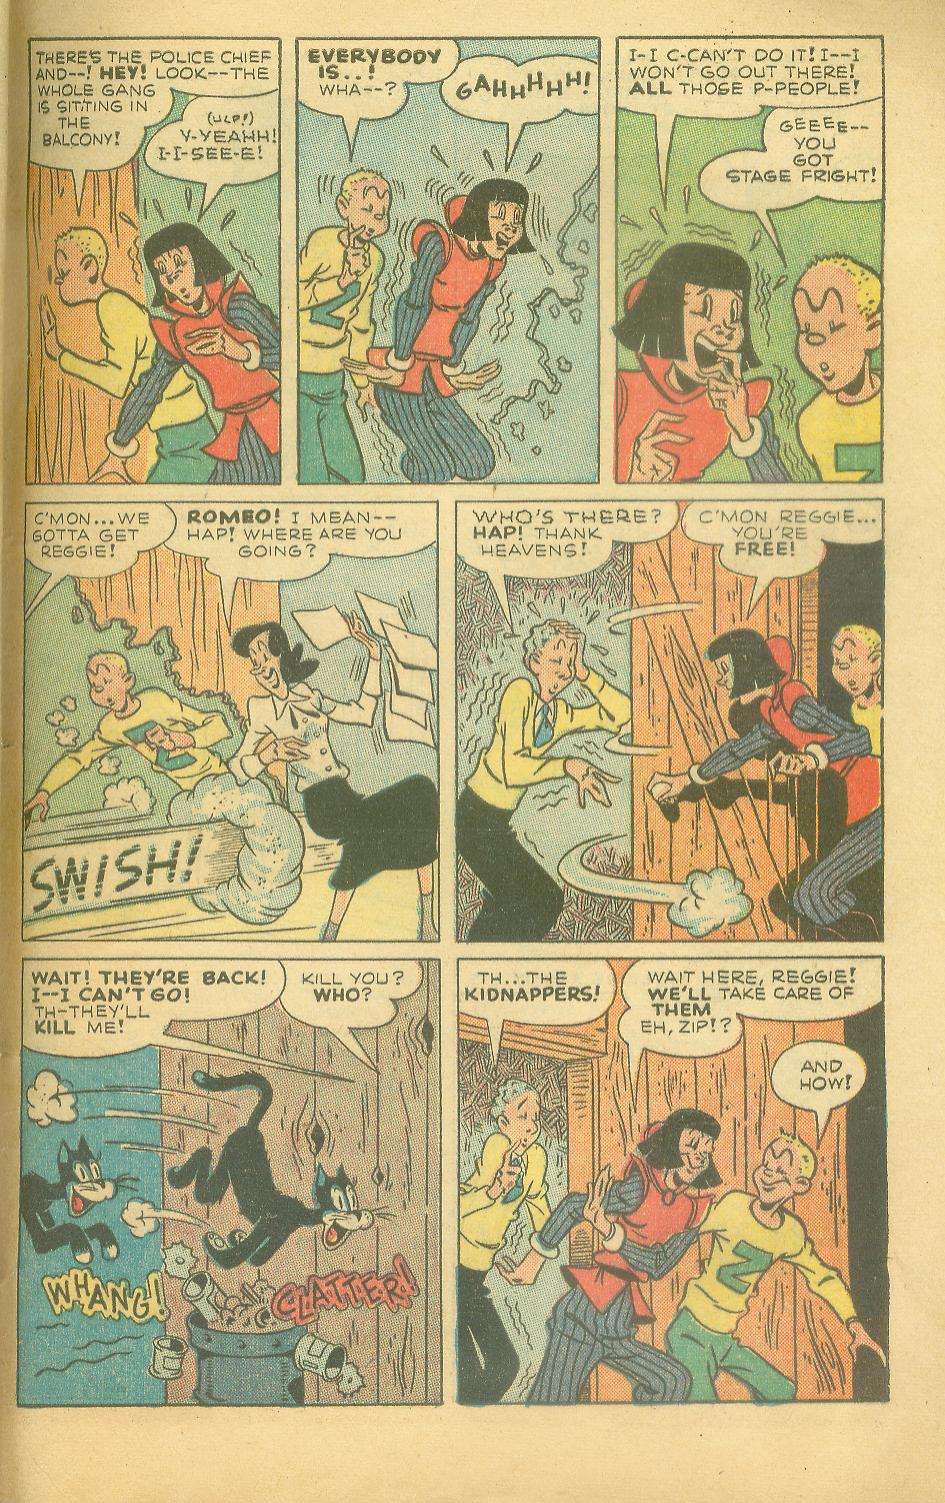 THERE'S THE POLICE CHIEF
AND--! HEY! LOOK--THE
WHOLE GANG
IS SITTING IN
THE
BALCONY!
(ULP!)
Y-YEAHH!
I-I-SEE-E!
EVERYBODY
IS..!
WHA--?
GAHHHHH!
I-I C-CAN'T DO IT! I--I
WON'T GO OUT THERE!
ALL THOSE P-PEOPLE!
GEEEE--
YOU
GOT
STAGE FRIGHT!
Z
C'MON...WE
GOTTA GET
REGGIE!
ROMEO! I MEAN--
HAP! WHERE ARE YOU
GOING?
SWISH!
WHO'S THERE?
HAP! THANK
HEAVENS!
C'MON REGGIE...
YOU'RE
FREE!
WAIT! THEY'RE BACK!
I--I CAN'T GO!
TH-THEY'LL
KILL ME!
KILL YOU?
WHO?
WHANG!
CLATTER!
TH...THE
KIDNAPPERS!
WAIT HERE, REGGIE!
WE'LL TAKE CARE OF
THEM
EH, ZIP!?
AND
HOW!
Z